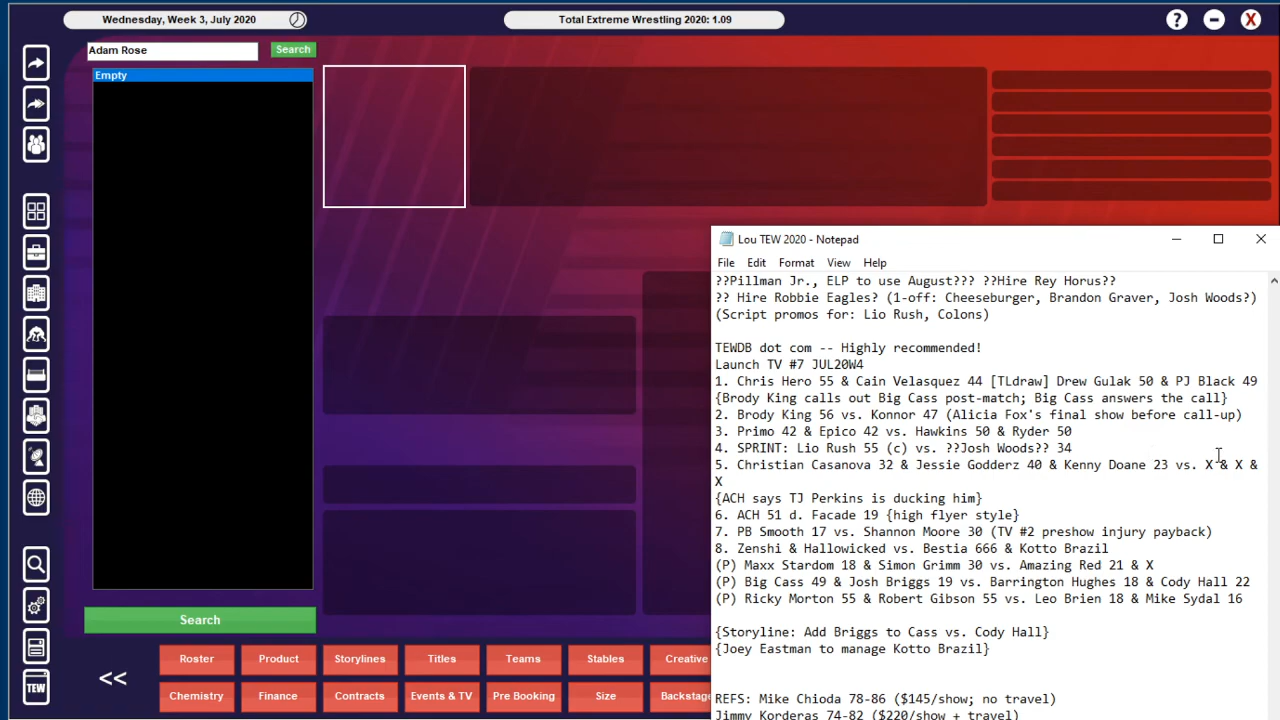 Wednesday, Week 3, July 2020
Total Extreme Wrestling 2020: 1.09
?
X
Adam Rose
Search
Empty
Search
<<
Roster
Product
Storylines
Titles
Teams
Stables
Creative
Chemistry
Finance
Contracts
Events & TV
Pre Booking
Size
Backstage
TEW
Lou TEW 2020 - Notepad
File Edit Format View Help
??Pillman Jr., ELP to use August??? ??Hire Rey Horus??
?? Hire Robbie Eagles? (1-off: Cheeseburger, Brandon Graver, Josh Woods?)
(Script promos for: Lio Rush, Colons)
TEWDB dot com -- Highly recommended!
Launch TV #7 JUL20W4
1. Chris Hero 55 & Cain Velasquez 44 [TLdraw] Drew Gulak 50 & PJ Black 49
{Brody King calls out Big Cass post-match; Big Cass answers the call}
2. Brody King 56 vs. Konnor 47 (Alicia Fox's final show before call-up)
3. Primo 42 & Epico 42 vs. Hawkins 50 & Ryder 50
4. SPRINT: Lio Rush 55 (c) vs. ??Josh Woods?? 34
5. Christian Casanova 32 & Jessie Godderz 40 & Kenny Doane 23 vs. X & X &
X
{ACH says TJ Perkins is ducking him}
6. ACH 51 d. Facade 19 {high flyer style}
7. PB Smooth 17 vs. Shannon Moore 30 (TV #2 preshow injury payback)
8. Zenshi & Hallowicked vs. Bestia 666 & Kotto Brazil
(P) Maxx Stardom 18 & Simon Grimm 30 vs. Amazing Red 21 & X
(P) Big Cass 49 & Josh Briggs 19 vs. Barrington Hughes 18 & Cody Hall 22
(P) Ricky Morton 55 & Robert Gibson 55 vs. Leo Brien 18 & Mike Sydal 16
{Storyline: Add Briggs to Cass vs. Cody Hall}
{Joey Eastman to manage Kotto Brazil}
REFS: Mike Chioda 78-86 ($145/show; no travel)
Jimmy Korderas 74-82 ($220/show + travel)